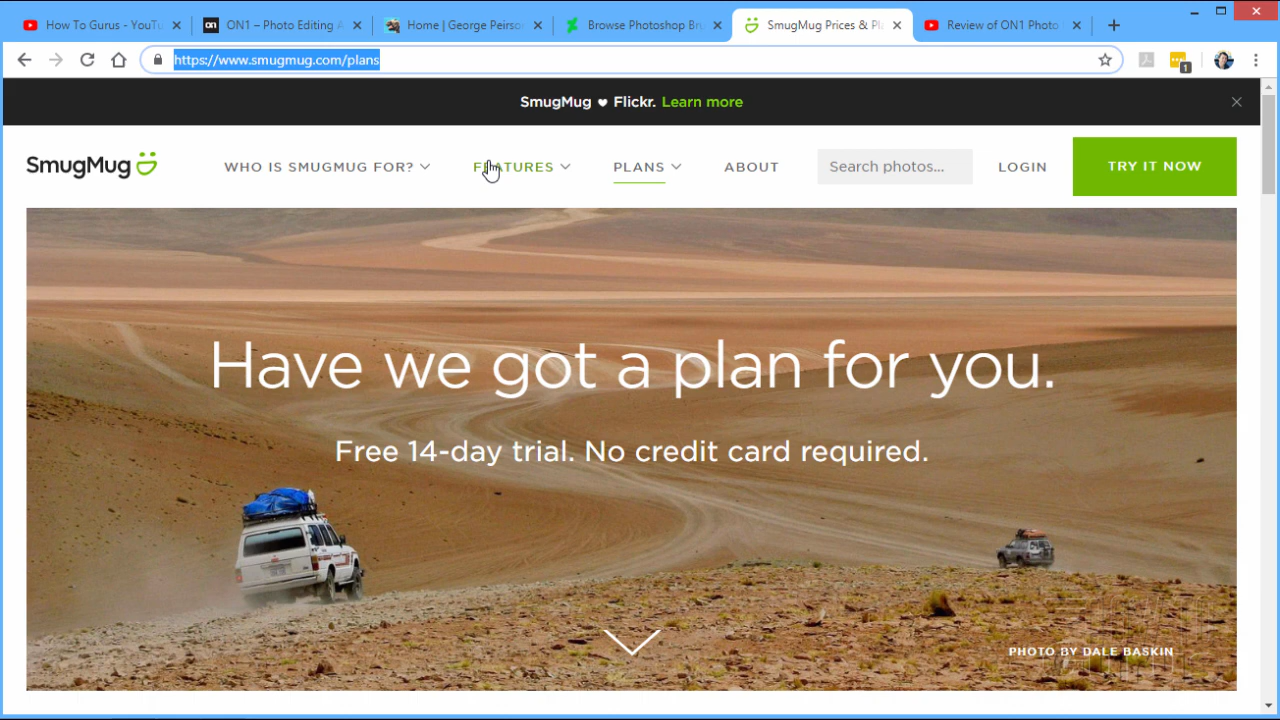 How To Gurus - YouTu
ON1 – Photo Editing A
Home | George Peirso
Browse Photoshop Bru
SmugMug Prices & Pl
Review of ON1 Photo
https://www.smugmug.com/plans
1
SmugMug ♥ Flickr. Learn more
SmugMug
WHO IS SMUGMUG FOR?
FEATURES
PLANS
ABOUT
Search photos...
LOGIN
TRY IT NOW
Have we got a plan for you.
Free 14-day trial. No credit card required.
PHOTO BY DALE BASKIN